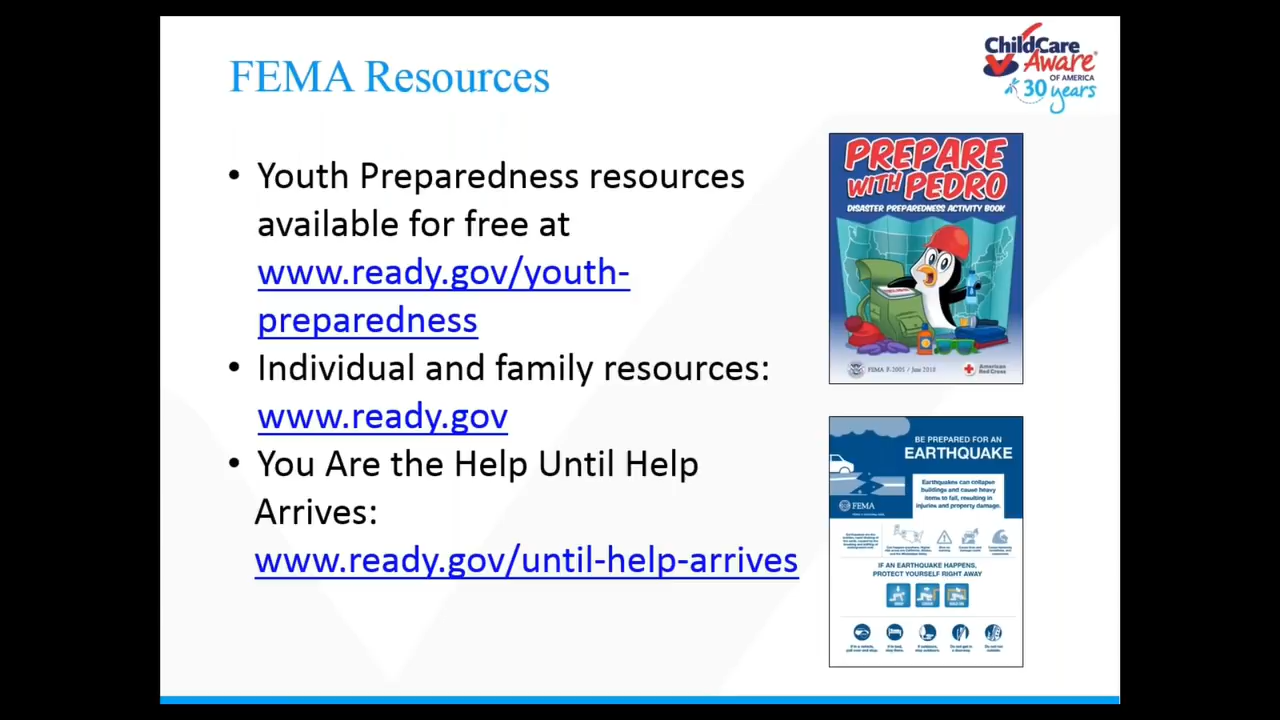 FEMA Resources
ChildCare
Aware®
OF AMERICA
30 years
• Youth Preparedness resources
available for free at
www.ready.gov/youth-
preparedness
• Individual and family resources:
www.ready.gov
• You Are the Help Until Help
Arrives:
www.ready.gov/until-help-arrives
PREPARE
WITH PEDRO
DISASTER PREPAREDNESS ACTIVITY BOOK
FEMA P-2005 / June 2018
American
Red Cross
BE PREPARED FOR AN
EARTHQUAKE
Earthquakes can collapse
buildings and cause heavy
items to fall, resulting in
injuries and property damage.
FEMA
IF AN EARTHQUAKE HAPPENS,
PROTECT YOURSELF RIGHT AWAY